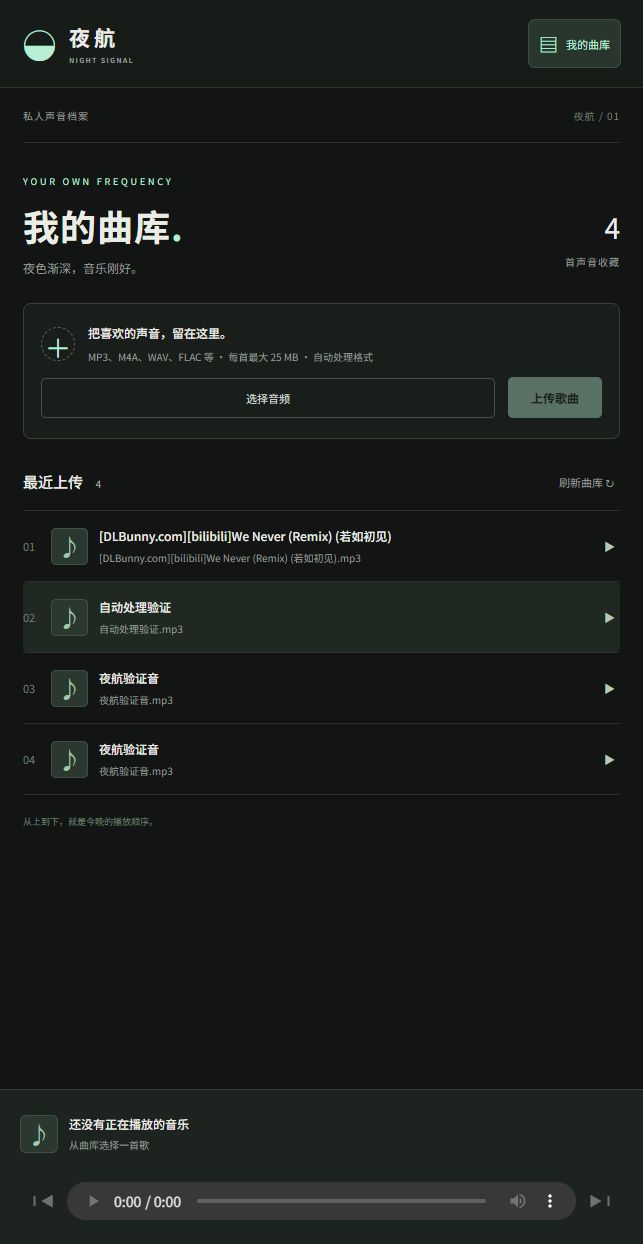 夜航
NIGHT SIGNAL
我的曲库
私人声音档案
夜航 / 01
YOUR OWN FREQUENCY
我的曲库.
4
夜色渐深，音乐刚好。
首声音收藏
把喜欢的声音，留在这里。
MP3、M4A、WAV、FLAC 等 · 每首最大 25 MB · 自动处理格式
选择音频
上传歌曲
最近上传 4
刷新曲库 ↻
01
[DLBunny.com][bilibili]We Never (Remix) (若如初见)
[DLBunny.com][bilibili]We Never (Remix) (若如初见).mp3
02
自动处理验证
自动处理验证.mp3
03
夜航验证音
夜航验证音.mp3
04
夜航验证音
夜航验证音.mp3
从上到下，就是今晚的播放顺序。
还没有正在播放的音乐
从曲库选择一首歌
0:00 / 0:00